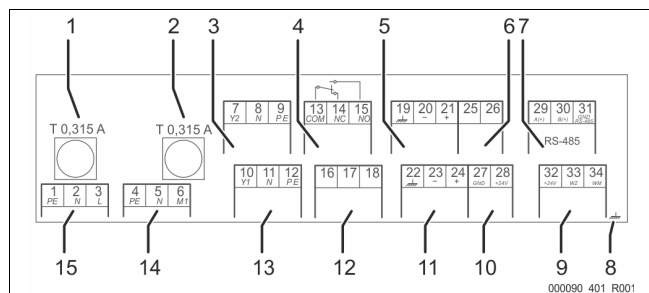 1 2 3 4 5 6 7
7 8 9 13 14 15 19 20 21 25 26 29 30 31
Y2 N PE COM NC NO − + A(+) B(+) GND RS-485
T 0,315 A T 0,315 A RS-485
10 11 12 16 17 18 22 23 24 27 28 32 33 34
Y1 N PE − + GND +24V +24V WZ WM
1 2 3 4 5 6
PE N L PE N M1
15 14 13 12 11 10 9 8
000090_401_R001